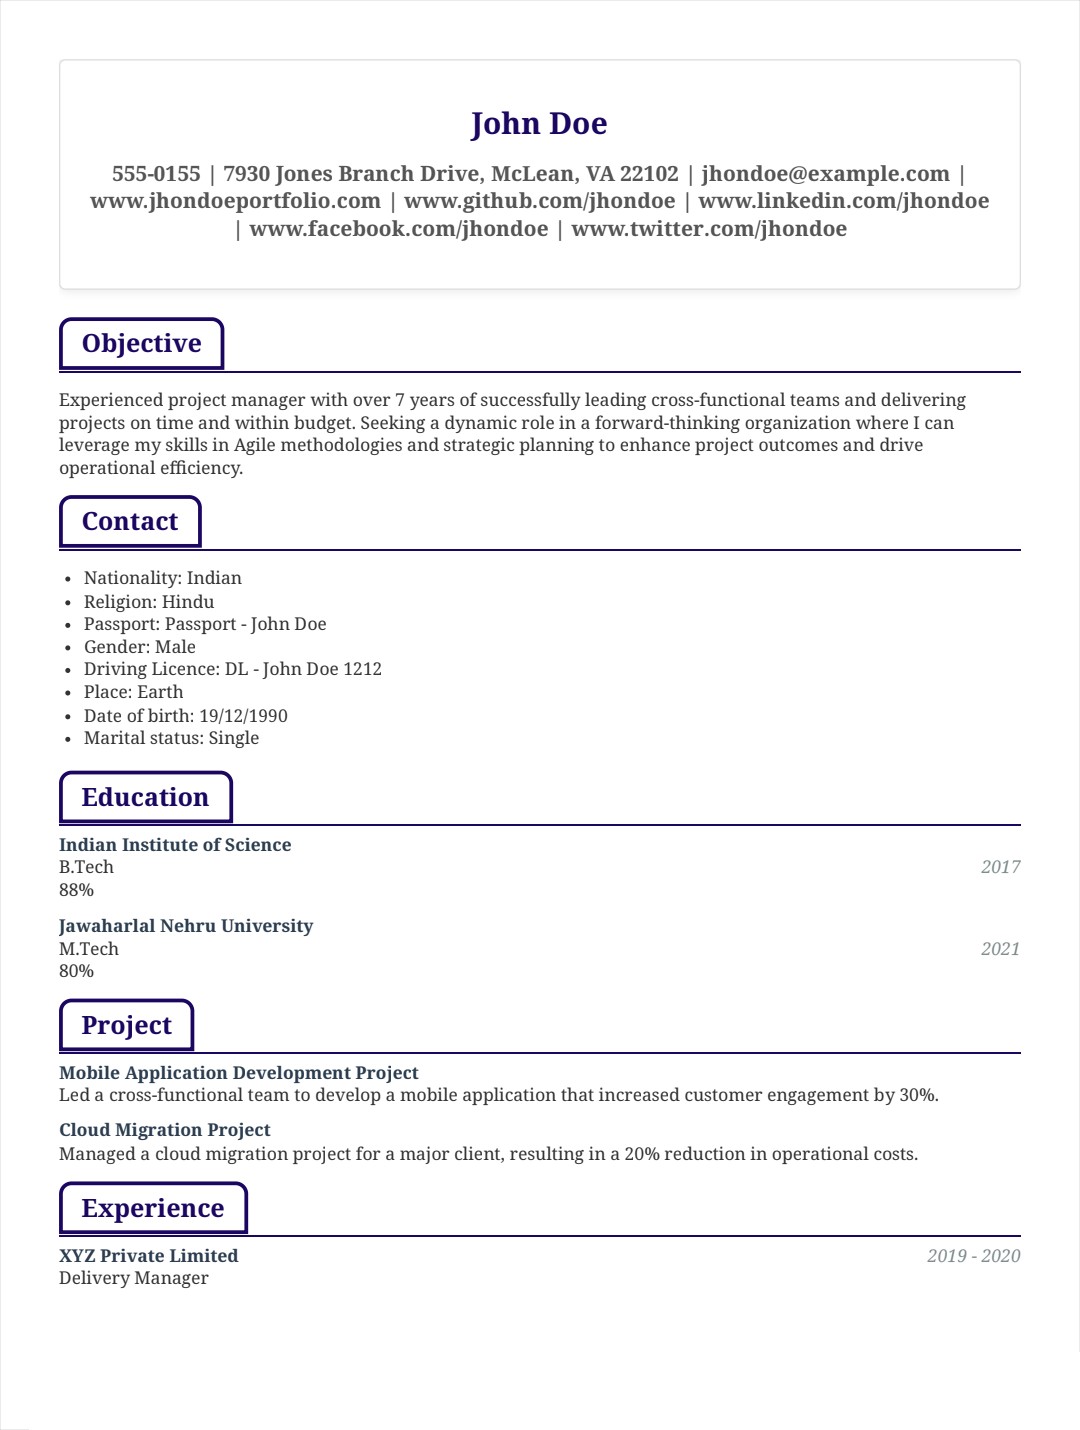 John Doe
555-0155 | 7930 Jones Branch Drive, McLean, VA 22102 | jhondoe@example.com |
www.jhondoeportfolio.com | www.github.com/jhondoe | www.linkedin.com/jhondoe
| www.facebook.com/jhondoe | www.twitter.com/jhondoe
Objective
Experienced project manager with over 7 years of successfully leading cross-functional teams and delivering
projects on time and within budget. Seeking a dynamic role in a forward-thinking organization where I can
leverage my skills in Agile methodologies and strategic planning to enhance project outcomes and drive
operational efficiency.
Contact
• Nationality: Indian
• Religion: Hindu
• Passport: Passport - John Doe
• Gender: Male
• Driving Licence: DL - John Doe 1212
• Place: Earth
• Date of birth: 19/12/1990
• Marital status: Single
Education
Indian Institute of Science
B.Tech 2017
88%
Jawaharlal Nehru University
M.Tech 2021
80%
Project
Mobile Application Development Project
Led a cross-functional team to develop a mobile application that increased customer engagement by 30%.
Cloud Migration Project
Managed a cloud migration project for a major client, resulting in a 20% reduction in operational costs.
Experience
XYZ Private Limited 2019 - 2020
Delivery Manager